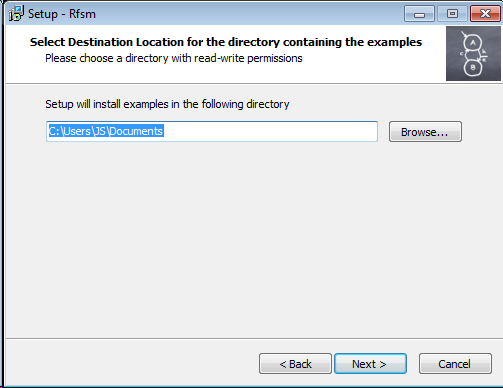 Setup - Rfsm
Select Destination Location for the directory containing the examples
Please choose a directory with read-write permissions
A
B
Setup will install examples in the following directory
C:\Users\JS\Documents
Browse...
< Back
Next >
Cancel